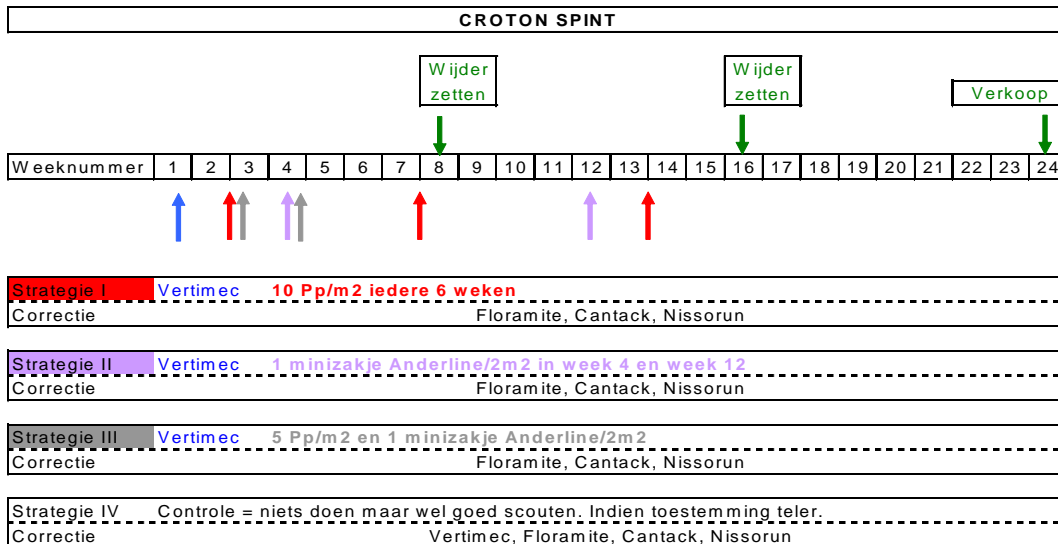 CROTON SPINT
Wijder zetten
Wijder zetten
Verkoop
Weeknummer 1 2 3 4 5 6 7 8 9 10 11 12 13 14 15 16 17 18 19 20 21 22 23 24
Strategie I Vertimec 10 Pp/m2 iedere 6 weken
Correctie Floramite, Cantack, Nissorun
Strategie II Vertimec 1 minizakje Anderline/2m2 in week 4 en week 12
Correctie Floramite, Cantack, Nissorun
Strategie III Vertimec 5 Pp/m2 en 1 minizakje Anderline/2m2
Correctie Floramite, Cantack, Nissorun
Strategie IV Controle = niets doen maar wel goed scouten. Indien toestemming teler.
Correctie Vertimec, Floramite, Cantack, Nissorun